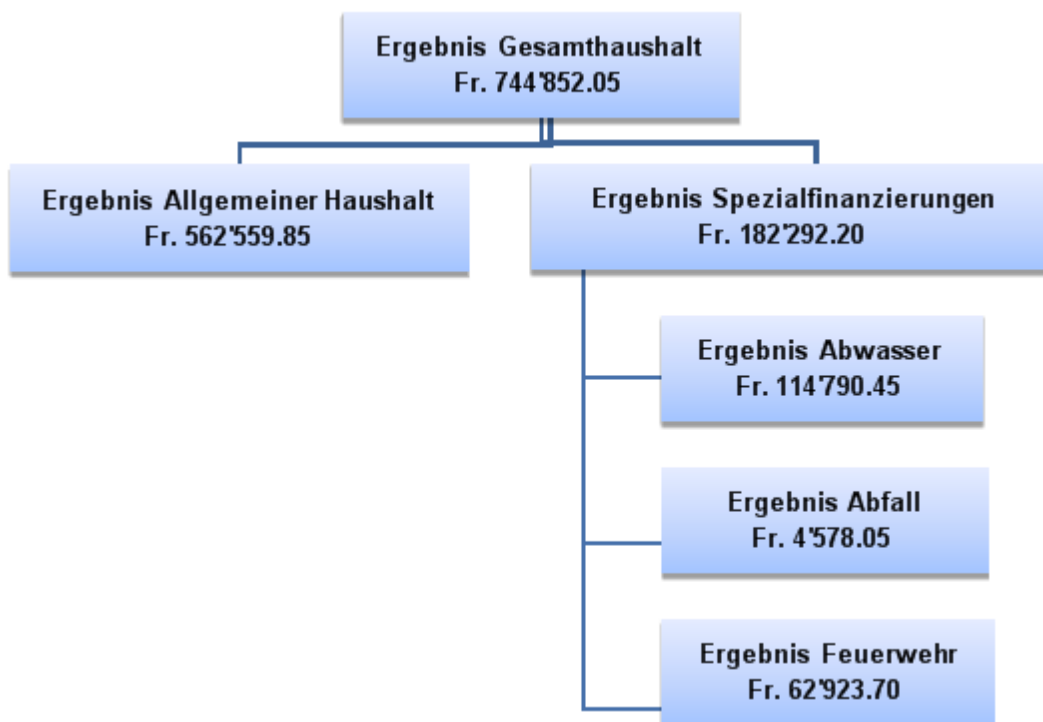 Ergebnis Gesamthaushalt
Fr. 744'852.05
Ergebnis Allgemeiner Haushalt
Fr. 562'559.85
Ergebnis Spezialfinanzierungen
Fr. 182'292.20
Ergebnis Abwasser
Fr. 114'790.45
Ergebnis Abfall
Fr. 4'578.05
Ergebnis Feuerwehr
Fr. 62'923.70